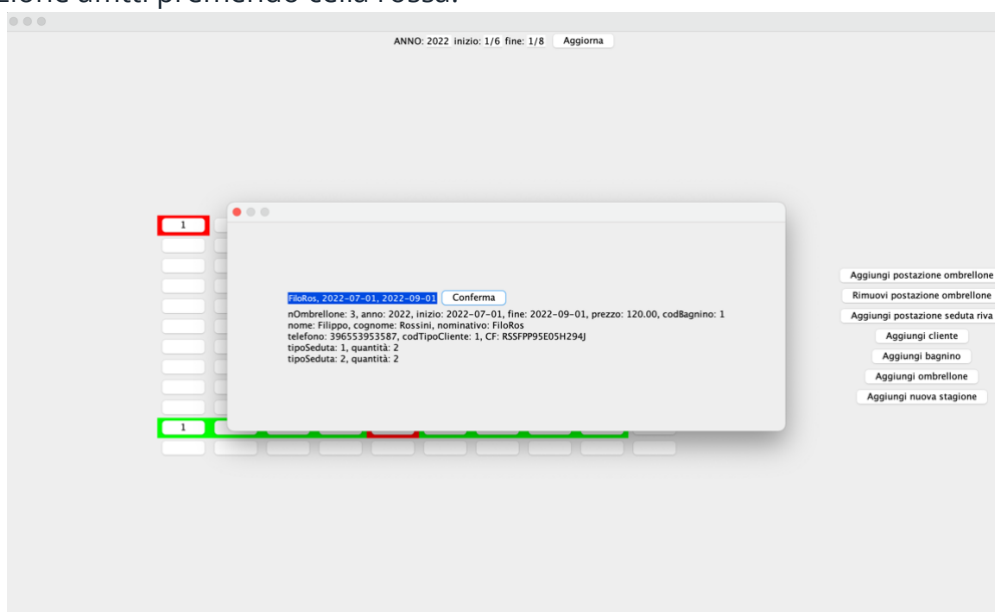 zione affitti premendo cella rossa.
ANNO: 2022 inizio: 1/6 fine: 1/8 Aggiorna
1
FiloRos, 2022-07-01, 2022-09-01 Conferma
nOmbrellone: 3, anno: 2022, inizio: 2022-07-01, fine: 2022-09-01, prezzo: 120.00, codBagnino: 1
nome: Filippo, cognome: Rossini, nominativo: FiloRos
telefono: 396553953587, codTipoCliente: 1, CF: RSSFPP95E05H294J
tipoSeduta: 1, quantità: 2
tipoSeduta: 2, quantità: 2
Aggiungi postazione ombrellone
Rimuovi postazione ombrellone
Aggiungi postazione seduta riva
Aggiungi cliente
Aggiungi bagnino
Aggiungi ombrellone
Aggiungi nuova stagione
1